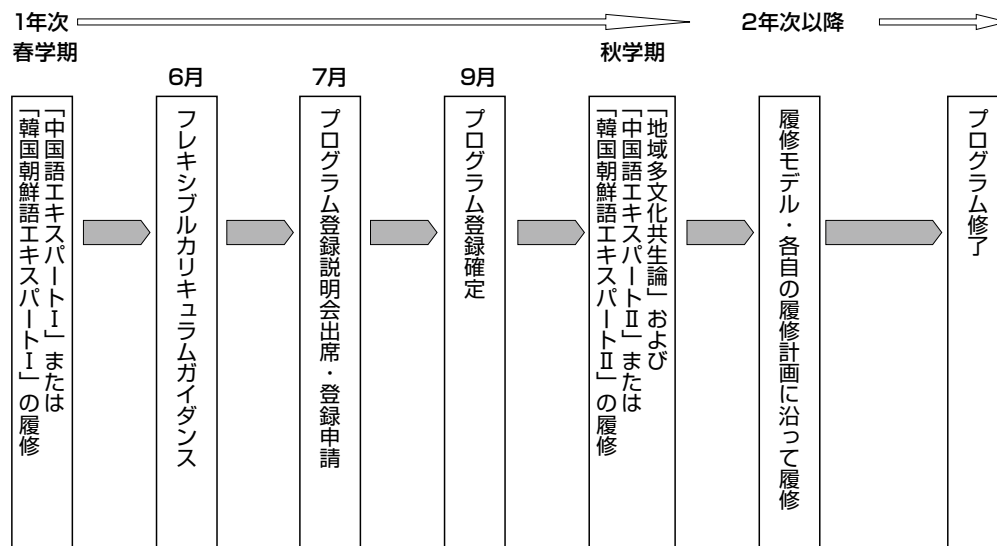 1年次
2年次以降
春学期
秋学期
6月
7月
9月
「中国語エキスパートⅠ」または
「韓国朝鮮語エキスパートⅠ」の履修
フレキシブルカリキュラムガイダンス
プログラム登録説明会出席・登録申請
プログラム登録確定
「地域多文化共生論」および
「中国語エキスパートⅡ」または
「韓国朝鮮語エキスパートⅡ」の履修
履修モデル・各自の履修計画に沿って履修
プログラム修了